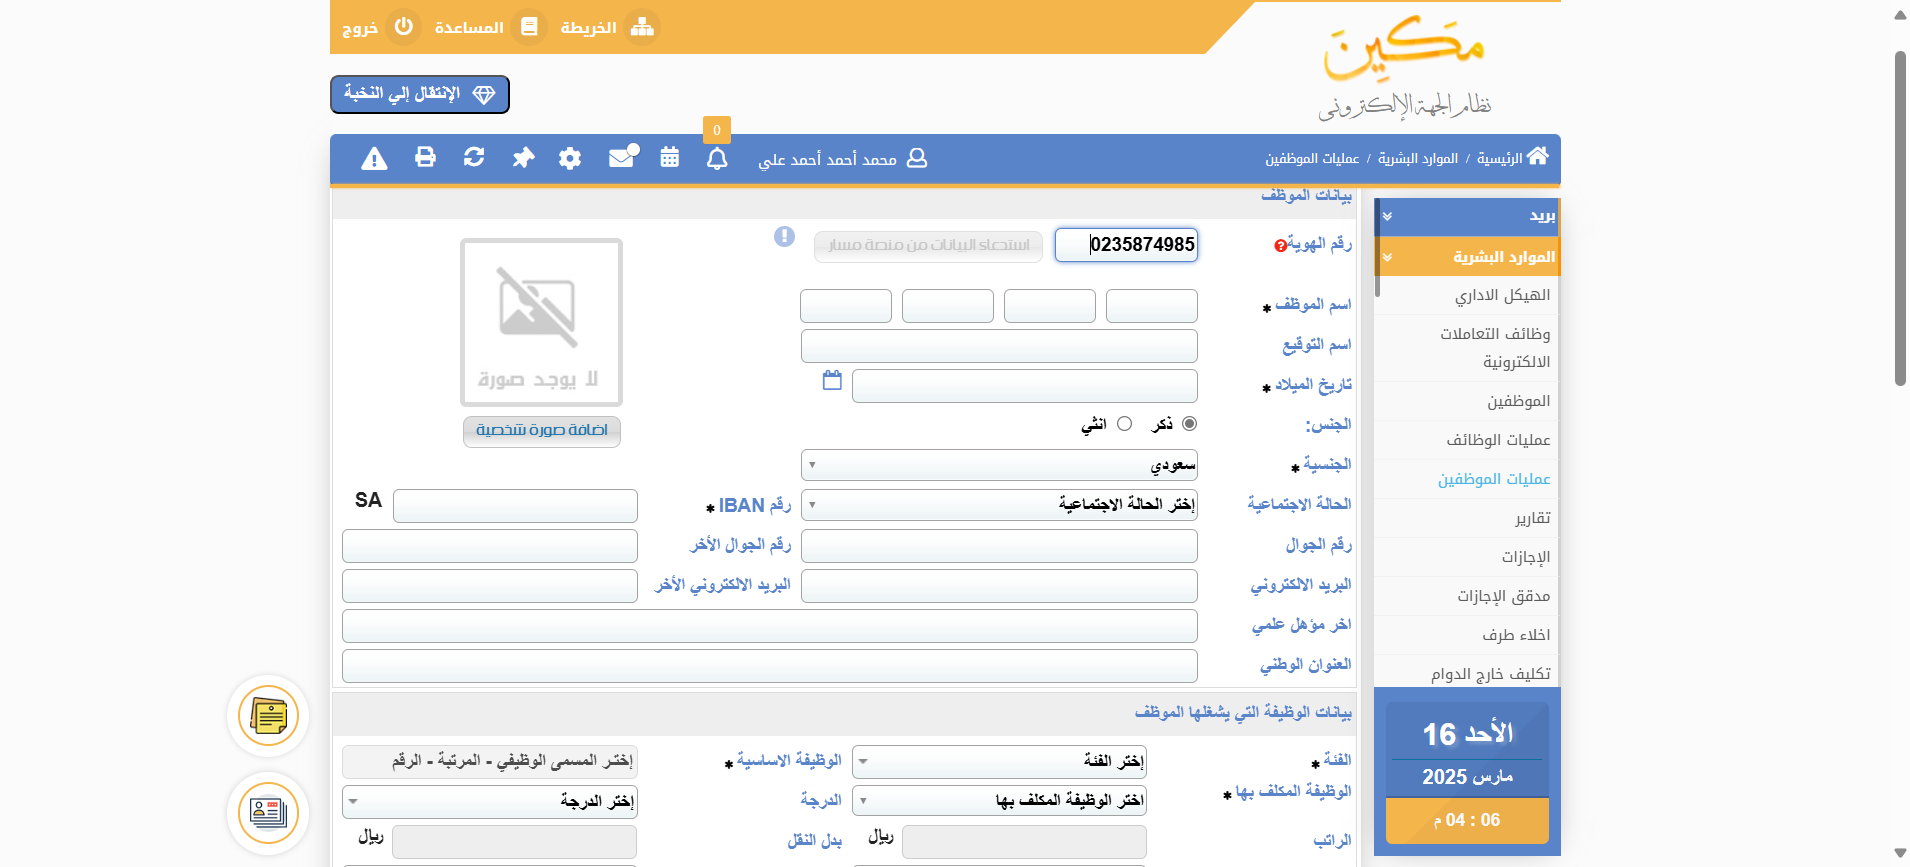 الخريطة
المساعدة
خروج
مكين
نظام الجهة الإلكتروني
الإنتقال إلي النخبة
0
الرئيسية / الموارد البشرية / عمليات الموظفين
محمد أحمد أحمد علي
بريد
الموارد البشرية
الهيكل الاداري
وظائف التعاملات
الالكترونية
الموظفين
عمليات الوظائف
عمليات الموظفين
تقارير
الإجازات
مدقق الإجازات
اخلاء طرف
تكليف خارج الدوام
الأحد 16
مارس 2025
06 : 04 م
بيانات الموظف
رقم الهوية 0235874985 استدعاء البيانات من منصة مسار
لا يوجد صورة
اضافة صورة شخصية
اسم الموظف *
اسم التوقيع
تاريخ الميلاد *
الجنس: ذكر انثي
الجنسية * سعودي
الحالة الاجتماعية إختر الحالة الاجتماعية رقم IBAN * SA
رقم الجوال رقم الجوال الأخر
البريد الالكتروني البريد الالكتروني الأخر
اخر مؤهل علمي
العنوان الوطني
بيانات الوظيفة التي يشغلها الموظف
الفئة * إختر الفئة الوظيفة الاساسية * إختر المسمى الوظيفي - المرتبة - الرقم
الوظيفة المكلف بها * اختر الوظيفة المكلف بها الدرجة إختر الدرجة
الراتب ريال بدل النقل ريال